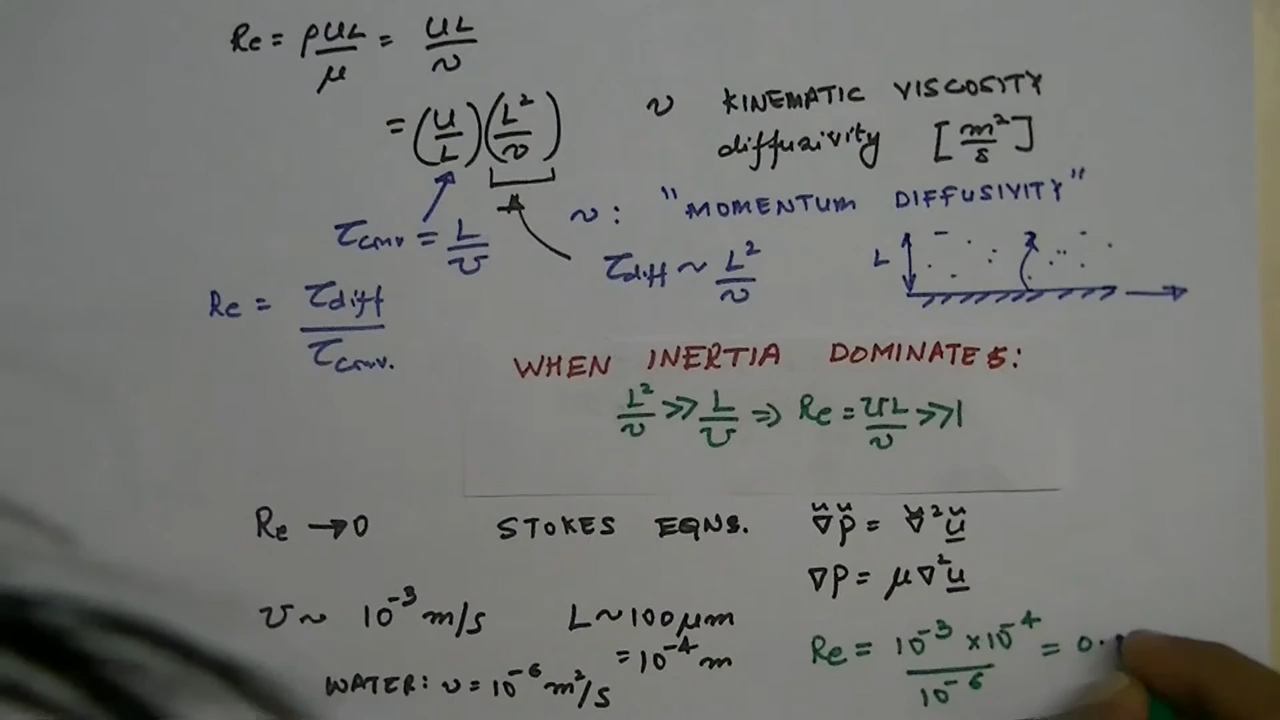 Re = ρUL/μ = UL/ν
= (U/L)(L²/ν)
ν KINEMATIC VISCOSITY
diffusivity [m²/s]
ν: "MOMENTUM DIFFUSIVITY"
τconv = L/U
τdiff ~ L²/ν
L
Re = τdiff/τconv.
WHEN INERTIA DOMINATES:
L²/ν >> L/U ⇒ Re = UL/ν >> 1
Re → 0 STOKES EQNS. ∇p = ∇²u
∇p = μ∇²u
U ~ 10⁻³ m/s L ~ 100 μm
= 10⁻⁴ m
WATER: ν = 10⁻⁶ m²/s
Re = 10⁻³ × 10⁻⁴/10⁻⁶ = 0.